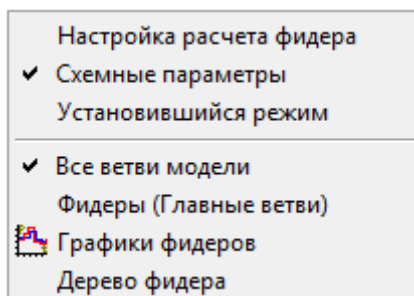 Настройка расчета фидера
Схемные параметры
Установившийся режим
Все ветви модели
Фидеры (Главные ветви)
Графики фидеров
Дерево фидера